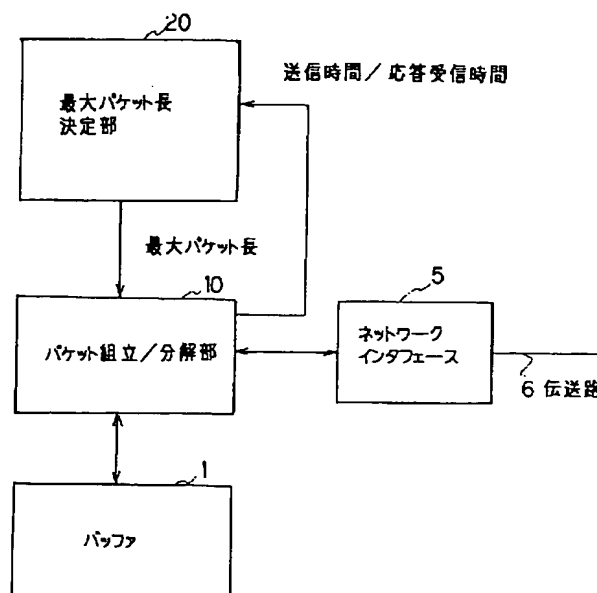 20
送信時間／応答受信時間
最大パケット長
決定部
最大パケット長
10
5
パケット組立／分解部
ネットワーク
インタフェース
6 伝送路
1
バッファ